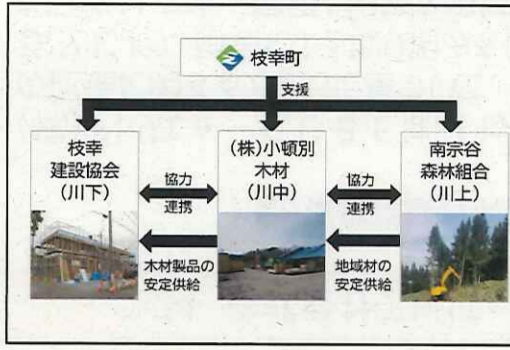 枝幸町
支援
枝幸
建設協会
(川下)
協力
連携
木材製品の
安定供給
(株)小頓別
木材
(川中)
協力
連携
地域材の
安定供給
南宗谷
森林組合
(川上)